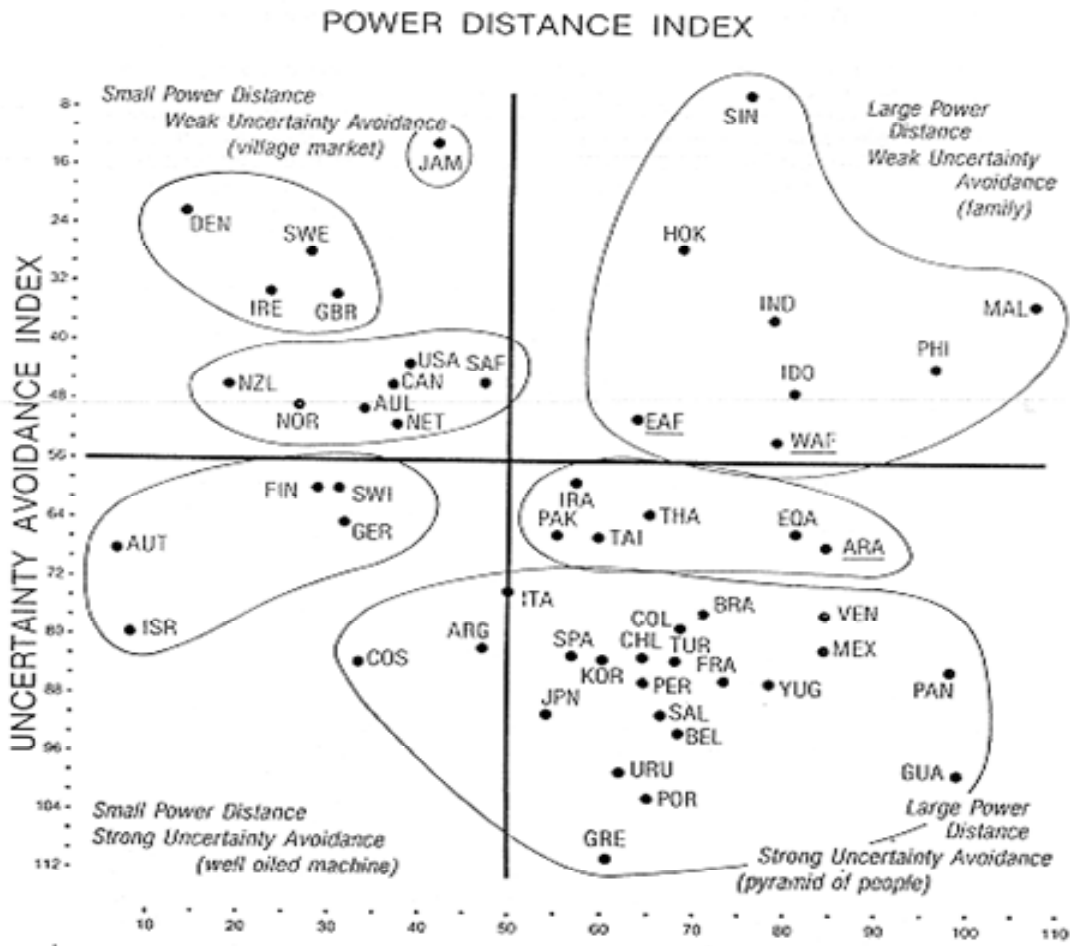 POWER DISTANCE INDEX
Small Power Distance
Weak Uncertainty Avoidance
(village market)
Large Power
Distance
Weak Uncertainty
Avoidance
(family)
UNCERTAINTY AVOIDANCE INDEX
8
16
24
32
40
48
56
64
72
80
88
96
104
112
SIN
JAM
DEN
SWE
HOK
IRE
GBR
IND
MAL
USA
SAF
PHI
NZL
CAN
IDO
NOR
AUL
NET
EAF
WAF
FIN
SWI
IRA
GER
PAK
THA
EQA
AUT
TAI
ARA
ITA
BRA
VEN
ISR
ARG
COL
COS
SPA
CHL
TUR
MEX
KOR
FRA
PER
YUG
PAN
JPN
SAL
BEL
URU
GUA
POR
GRE
Small Power Distance
Strong Uncertainty Avoidance
(well oiled machine)
Large Power
Distance
Strong Uncertainty Avoidance
(pyramid of people)
10 20 30 40 50 60 70 80 90 100 110